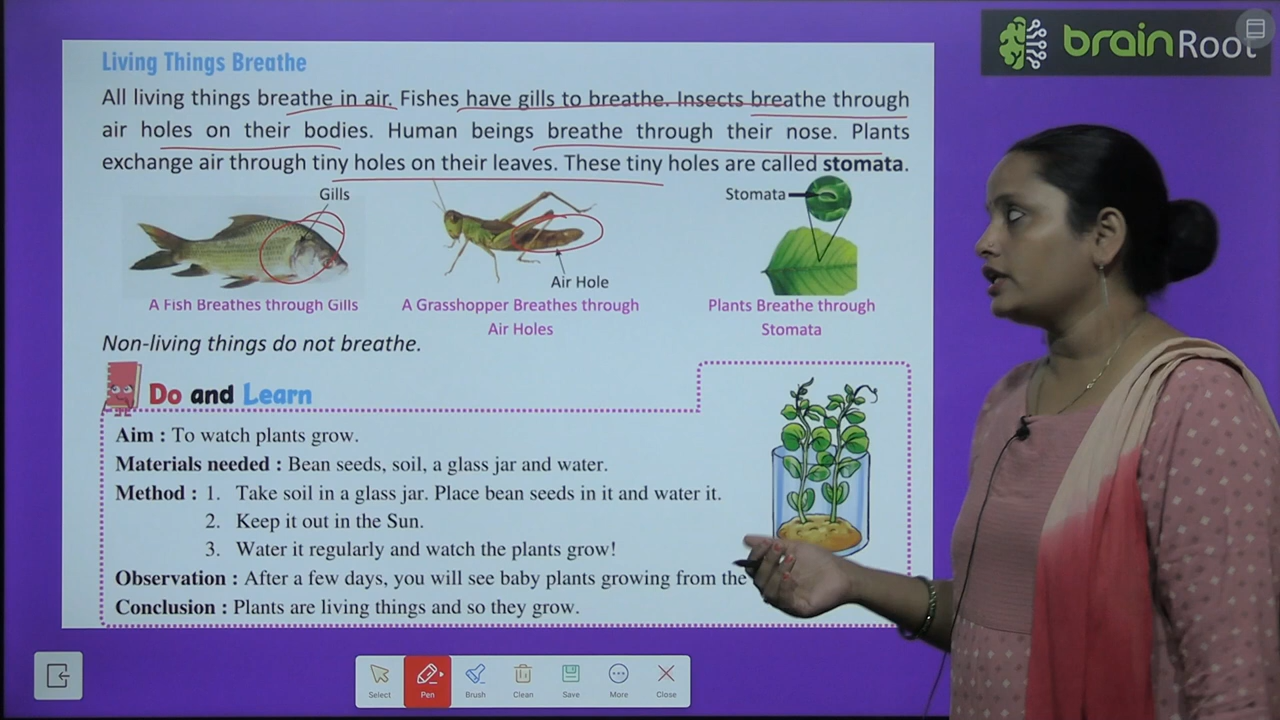 brainRoot
Living Things Breathe
All living things breathe in air. Fishes have gills to breathe. Insects breathe through
air holes on their bodies. Human beings breathe through their nose. Plants
exchange air through tiny holes on their leaves. These tiny holes are called stomata.
Gills
Stomata
Air Hole
A Fish Breathes through Gills
A Grasshopper Breathes through
Air Holes
Plants Breathe through
Stomata
Non-living things do not breathe.
Do and Learn
Aim : To watch plants grow.
Materials needed : Bean seeds, soil, a glass jar and water.
Method : 1. Take soil in a glass jar. Place bean seeds in it and water it.
2. Keep it out in the Sun.
3. Water it regularly and watch the plants grow!
Observation : After a few days, you will see baby plants growing from the
Conclusion : Plants are living things and so they grow.
Select
Pen
Brush
Clean
Save
More
Close